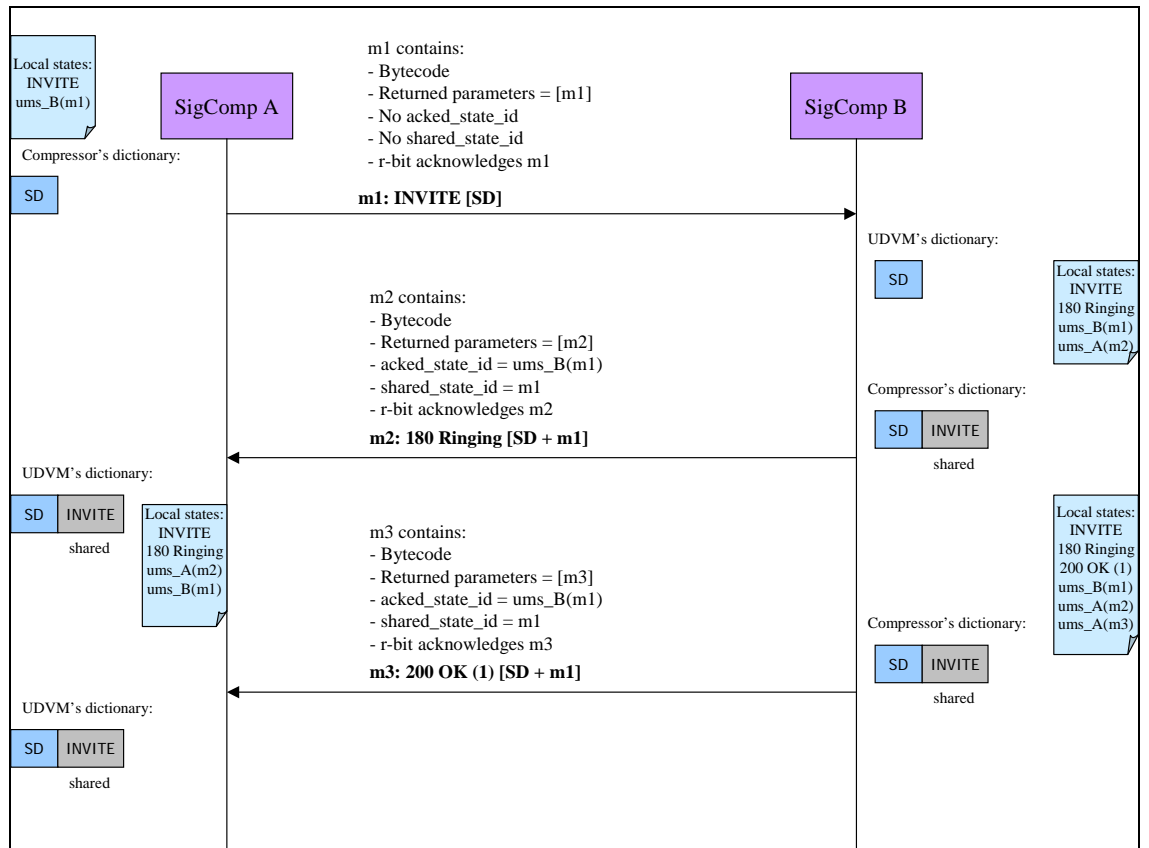 Local states:
INVITE
ums_B(m1)
SigComp A
m1 contains:
- Bytecode
- Returned parameters = [m1]
- No acked_state_id
- No shared_state_id
- r-bit acknowledges m1
SigComp B
Compressor's dictionary:
SD
m1: INVITE [SD]
UDVM's dictionary:
SD
Local states:
INVITE
180 Ringing
ums_B(m1)
ums_A(m2)
m2 contains:
- Bytecode
- Returned parameters = [m2]
- acked_state_id = ums_B(m1)
- shared_state_id = m1
- r-bit acknowledges m2
m2: 180 Ringing [SD + m1]
Compressor's dictionary:
SD INVITE
shared
UDVM's dictionary:
SD INVITE
shared
Local states:
INVITE
180 Ringing
ums_A(m2)
ums_B(m1)
m3 contains:
- Bytecode
- Returned parameters = [m3]
- acked_state_id = ums_B(m1)
- shared_state_id = m1
- r-bit acknowledges m3
m3: 200 OK (1) [SD + m1]
Local states:
INVITE
180 Ringing
200 OK (1)
ums_B(m1)
ums_A(m2)
ums_A(m3)
Compressor's dictionary:
SD INVITE
shared
UDVM's dictionary:
SD INVITE
shared